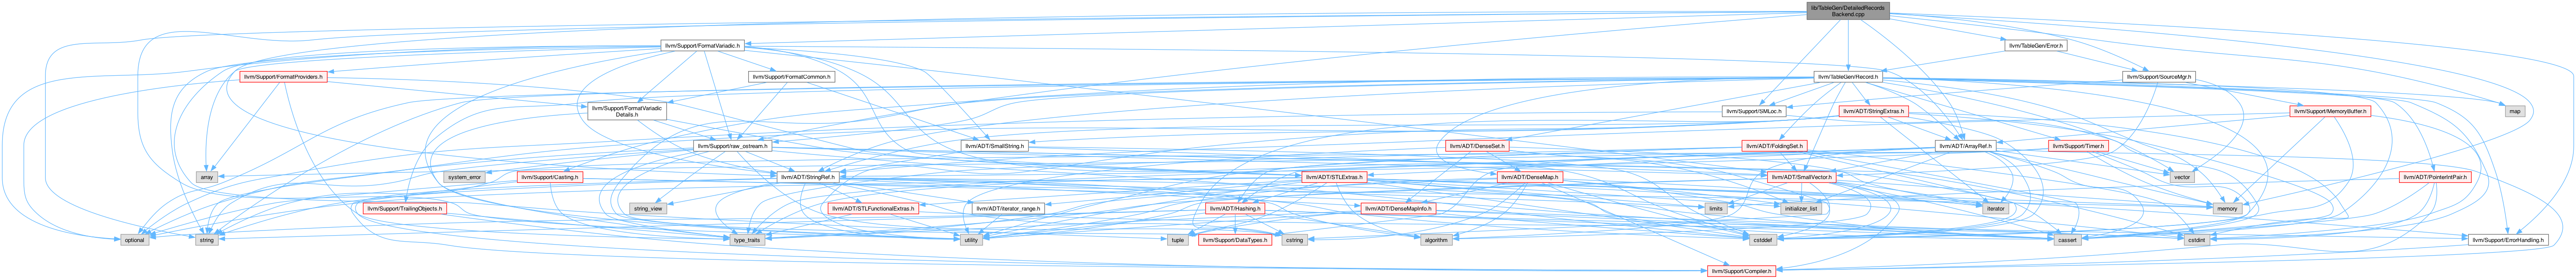 lib/TableGen/DetailedRecords
Backend.cpp
llvm/Support/FormatVariadic.h
llvm/TableGen/Error.h
llvm/Support/FormatProviders.h
llvm/Support/FormatCommon.h
llvm/TableGen/Record.h
llvm/Support/SourceMgr.h
llvm/Support/FormatVariadic
Details.h
llvm/Support/SMLoc.h
llvm/ADT/StringExtras.h
llvm/Support/MemoryBuffer.h
map
llvm/Support/raw_ostream.h
llvm/ADT/SmallString.h
llvm/ADT/DenseSet.h
llvm/ADT/FoldingSet.h
llvm/ADT/ArrayRef.h
llvm/Support/Timer.h
array
system_error
llvm/Support/Casting.h
llvm/ADT/StringRef.h
llvm/ADT/STLExtras.h
llvm/ADT/DenseMap.h
llvm/ADT/SmallVector.h
vector
llvm/ADT/PointerIntPair.h
llvm/Support/TrailingObjects.h
string_view
llvm/ADT/STLFunctionalExtras.h
llvm/ADT/iterator_range.h
llvm/ADT/Hashing.h
llvm/ADT/DenseMapInfo.h
limits
initializer_list
iterator
memory
optional
string
type_traits
utility
tuple
llvm/Support/DataTypes.h
cstring
algorithm
cstddef
cassert
cstdint
llvm/Support/ErrorHandling.h
llvm/Support/Compiler.h